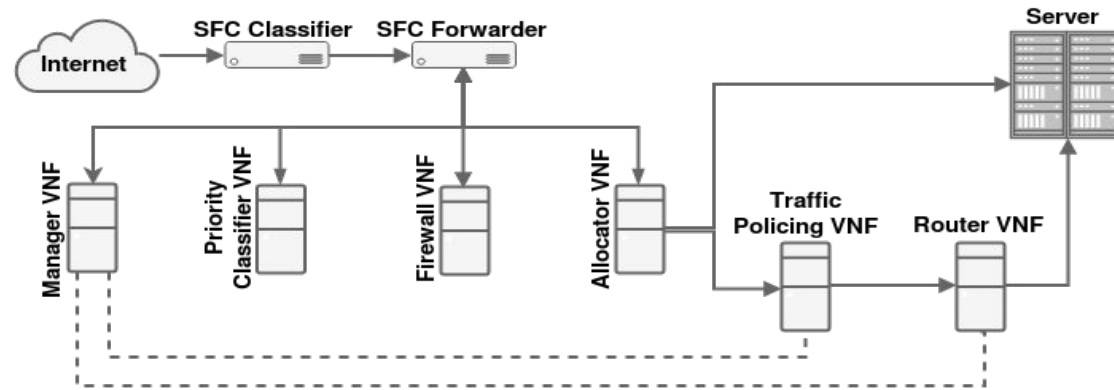 Server
SFC Classifier
SFC Forwarder
Internet
Manager VNF
Priority
Classifier VNF
Firewall VNF
Allocator VNF
Traffic
Policing VNF
Router VNF